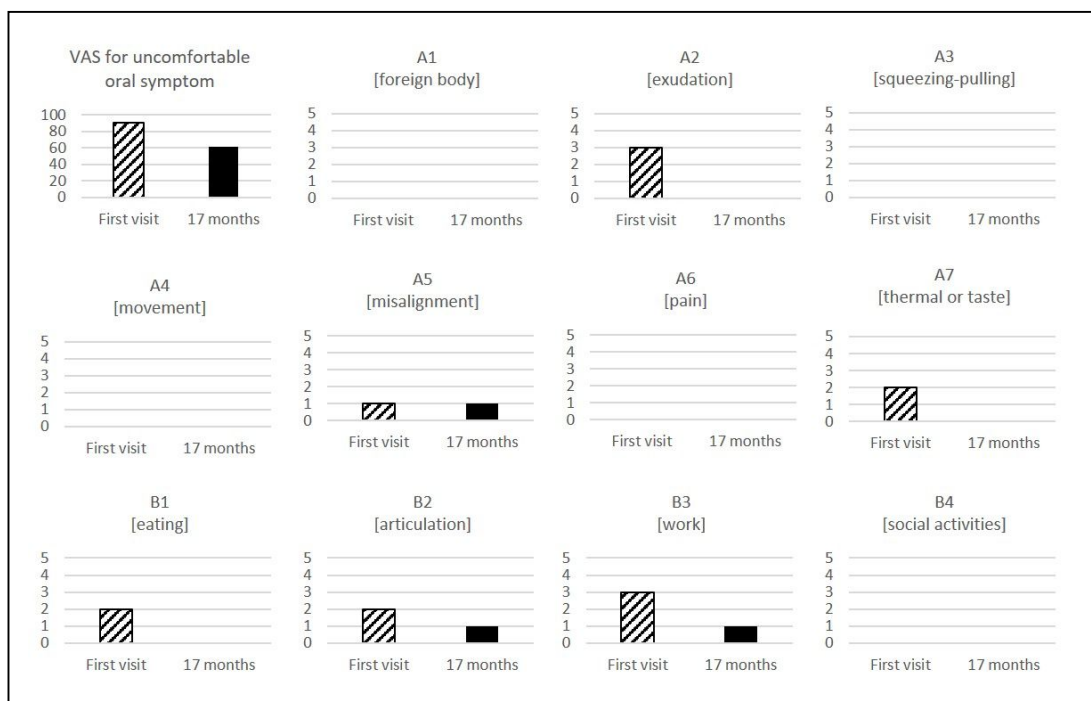 VAS for uncomfortable
oral symptom
100
80
60
40
20
0
First visit 17 months
A1
[foreign body]
5
4
3
2
1
0
First visit 17 months
A2
[exudation]
5
4
3
2
1
0
First visit 17 months
A3
[squeezing-pulling]
5
4
3
2
1
0
First visit 17 months
A4
[movement]
5
4
3
2
1
0
First visit 17 months
A5
[misalignment]
5
4
3
2
1
0
First visit 17 months
A6
[pain]
5
4
3
2
1
0
First visit 17 months
A7
[thermal or taste]
5
4
3
2
1
0
First visit 17 months
B1
[eating]
5
4
3
2
1
0
First visit 17 months
B2
[articulation]
5
4
3
2
1
0
First visit 17 months
B3
[work]
5
4
3
2
1
0
First visit 17 months
B4
[social activities]
5
4
3
2
1
0
First visit 17 months